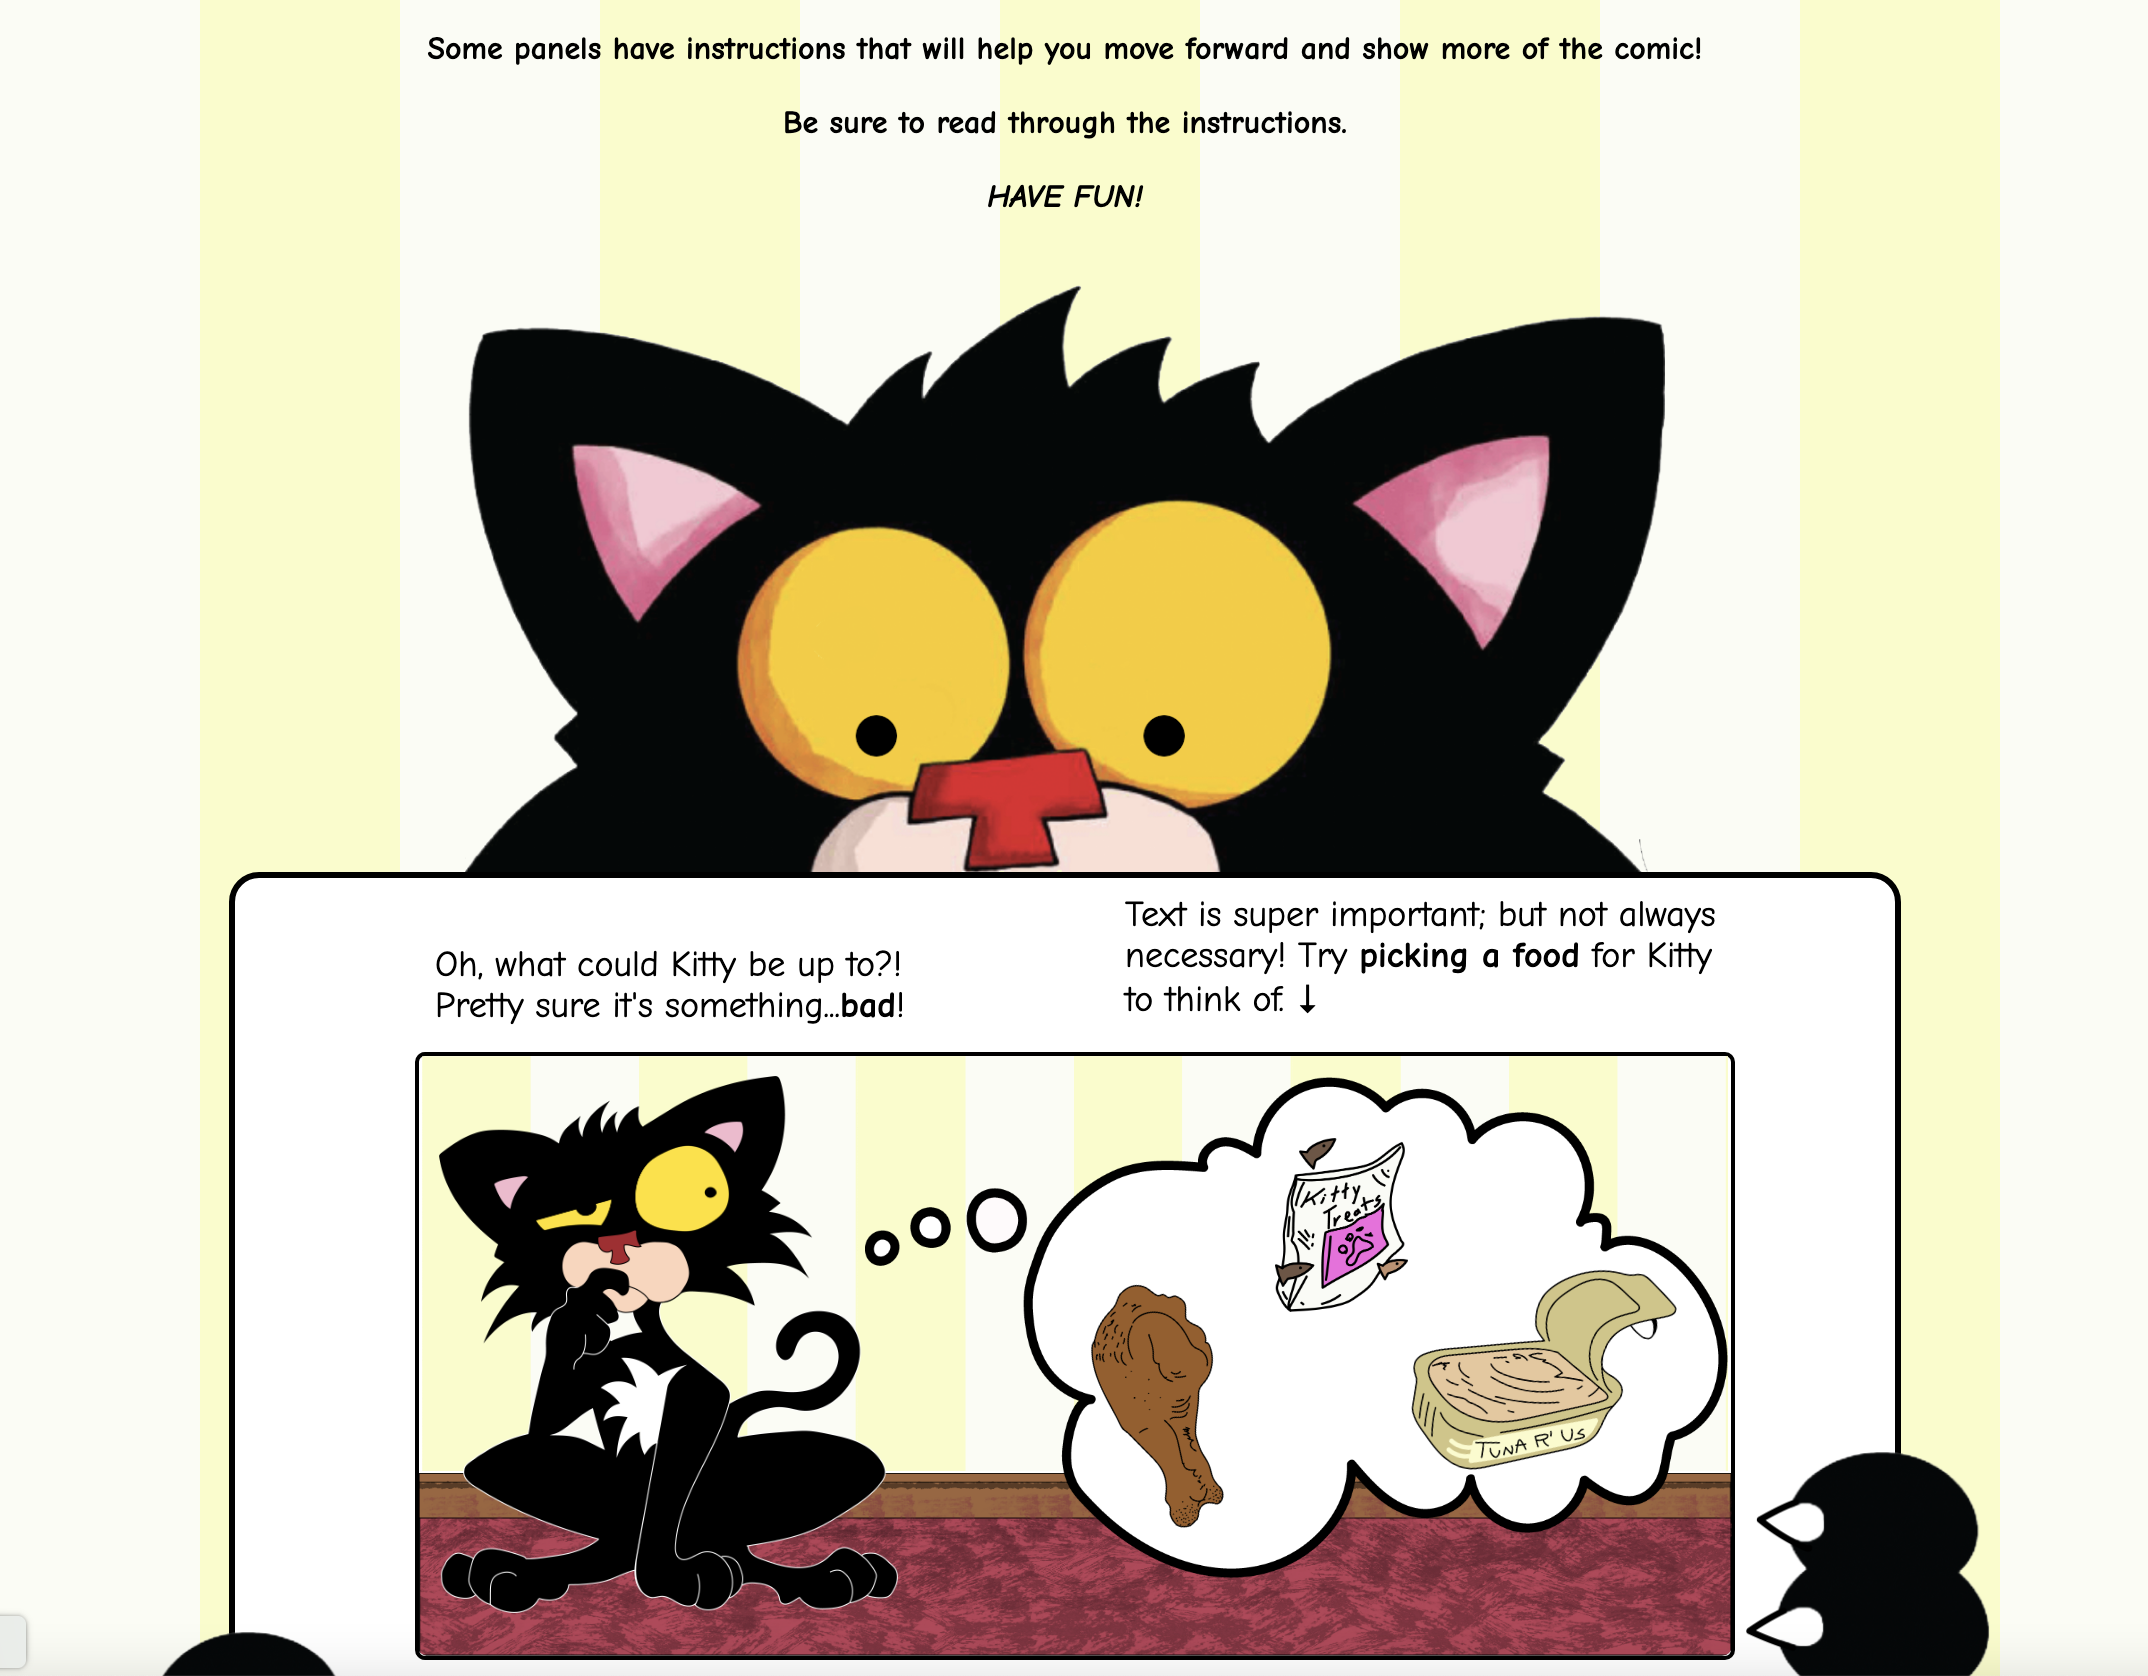 Some panels have instructions that will help you move forward and show more of the comic!
Be sure to read through the instructions.
HAVE FUN!
Oh, what could Kitty be up to?!
Pretty sure it's something...bad!
Text is super important; but not always
necessary! Try picking a food for Kitty
to think of. ↓
Kitty
Treats
TUNA R' US